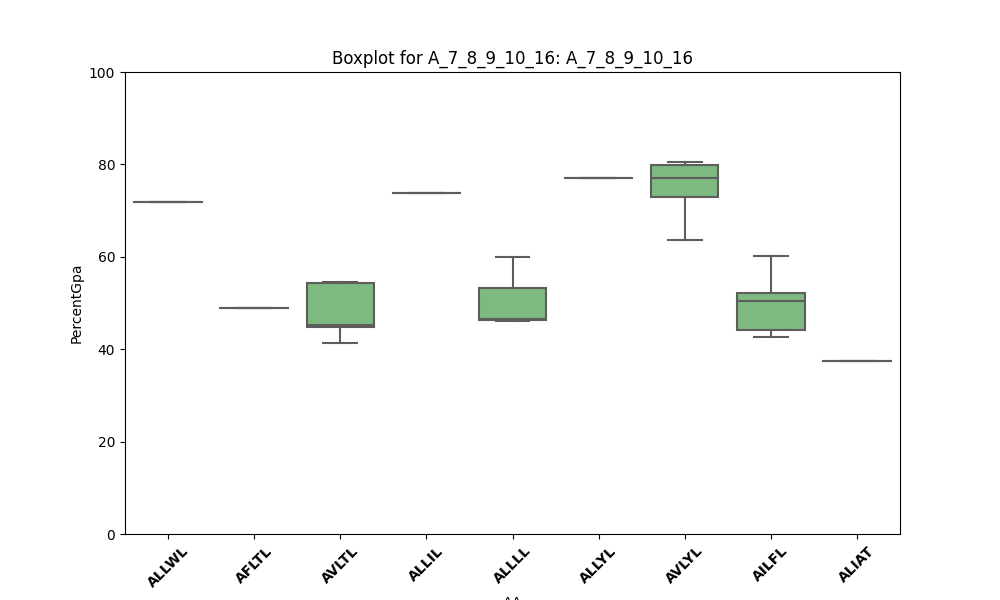 Boxplot for A_7_8_9_10_16: A_7_8_9_10_16
100
80
60
40
20
0
PercentGpa
ALLWL
AFLTL
AVLTL
ALLIL
ALLLL
ALLYL
AVLYL
AILFL
ALIAT